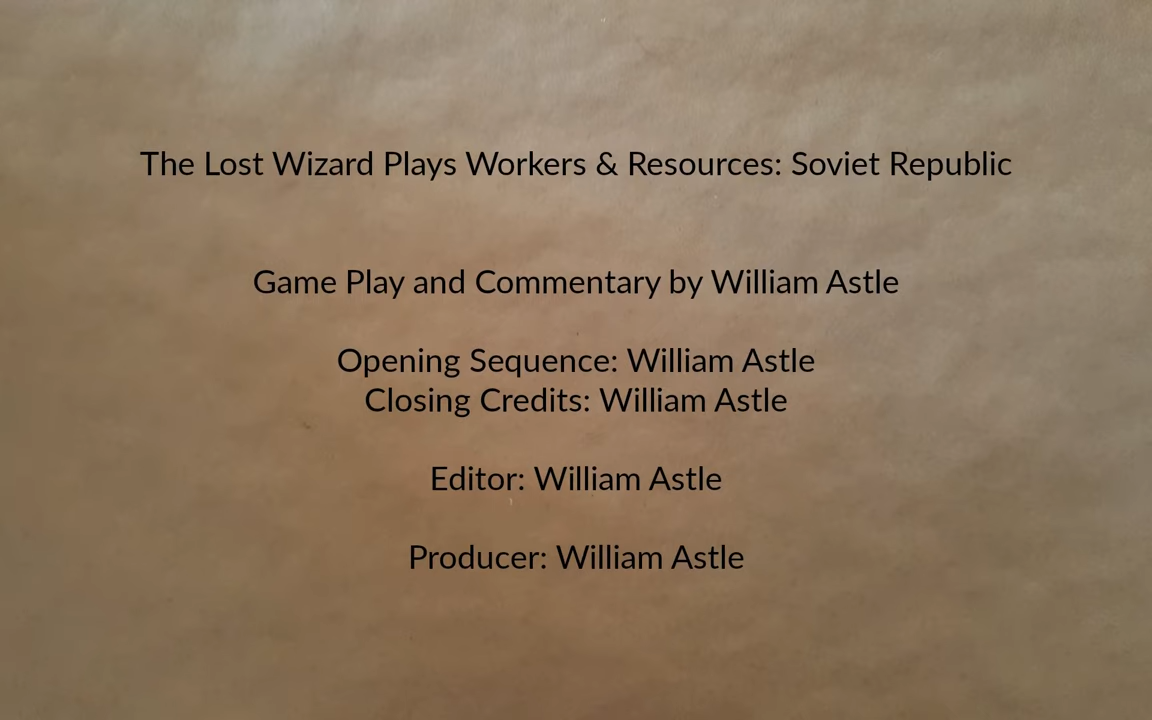 The Lost Wizard Plays Workers & Resources: Soviet Republic
Game Play and Commentary by William Astle
Opening Sequence: William Astle
Closing Credits: William Astle
Editor: William Astle
Producer: William Astle